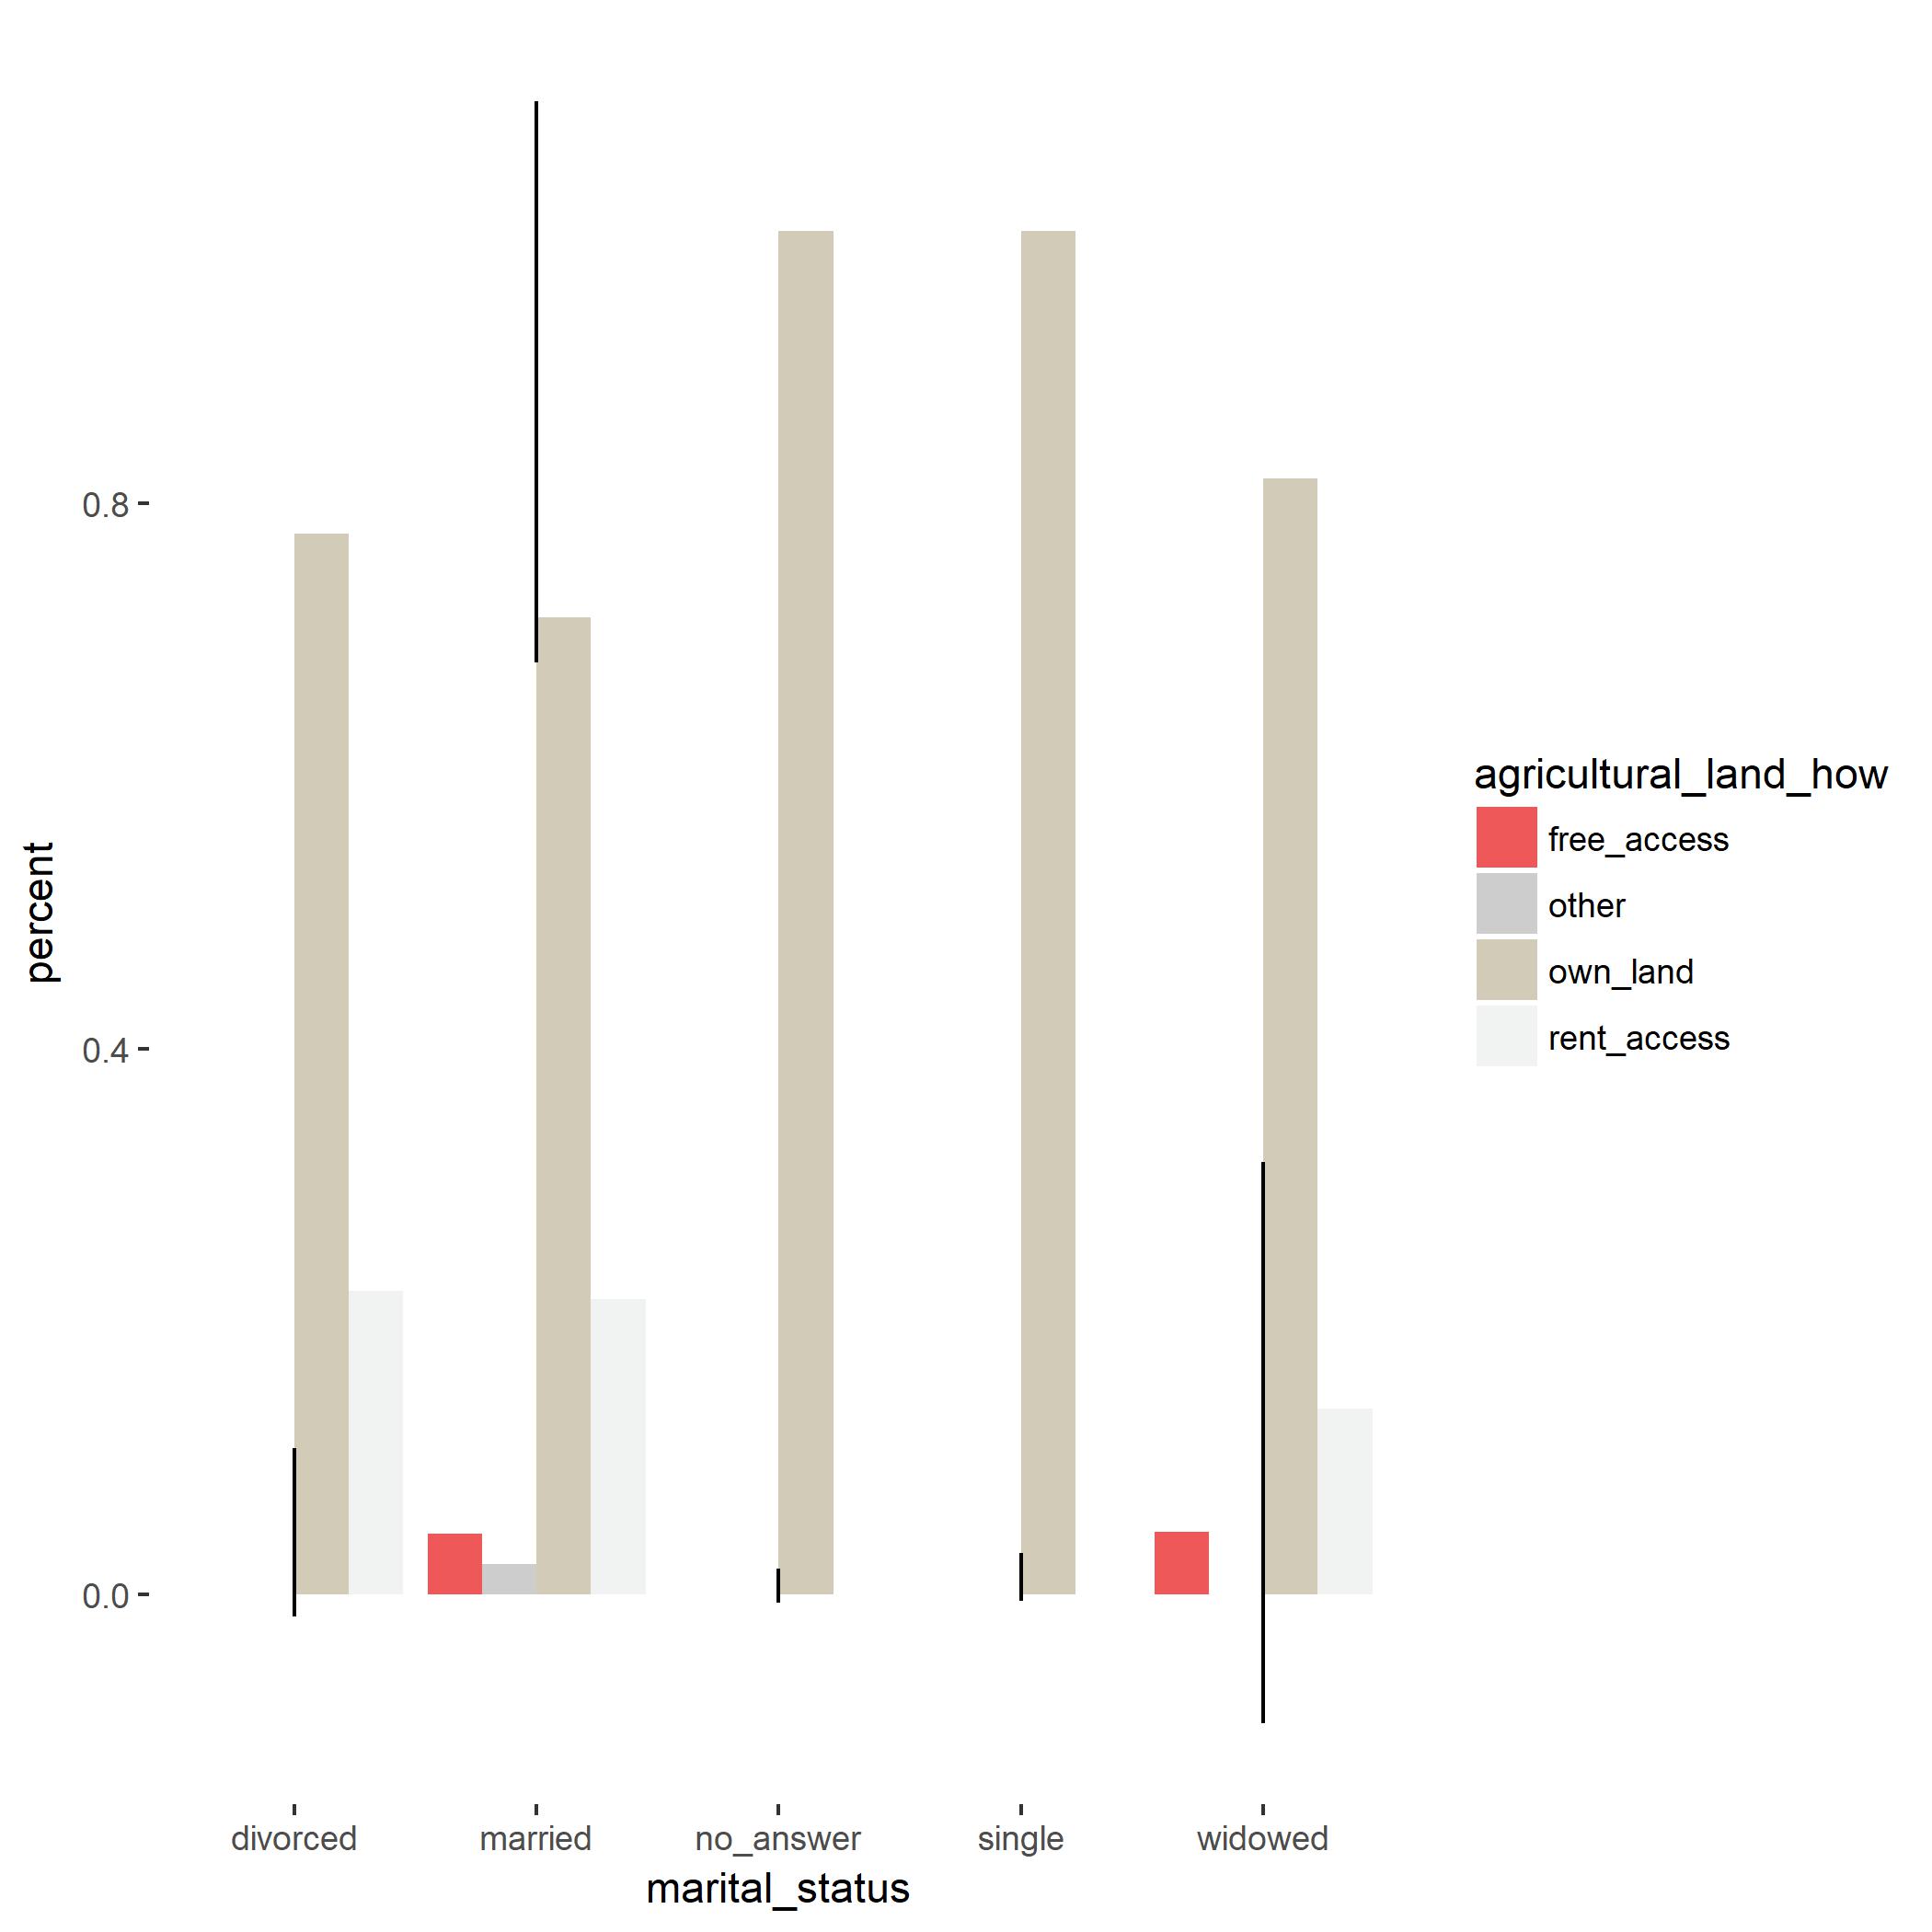 percent
0.8
0.4
0.0
divorced
married
no_answer
single
widowed
marital_status
agricultural_land_how
free_access
other
own_land
rent_access